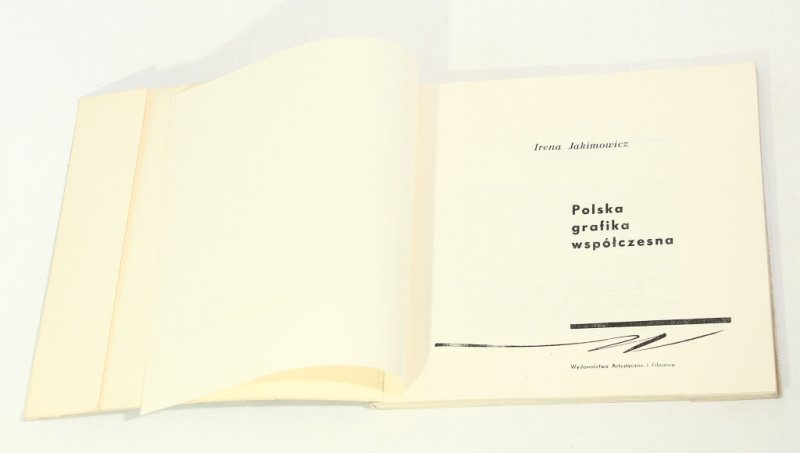 Irena Jakimowicz
Polska
grafika
współczesna
Wydawnictwa Artystyczne i Filmowe